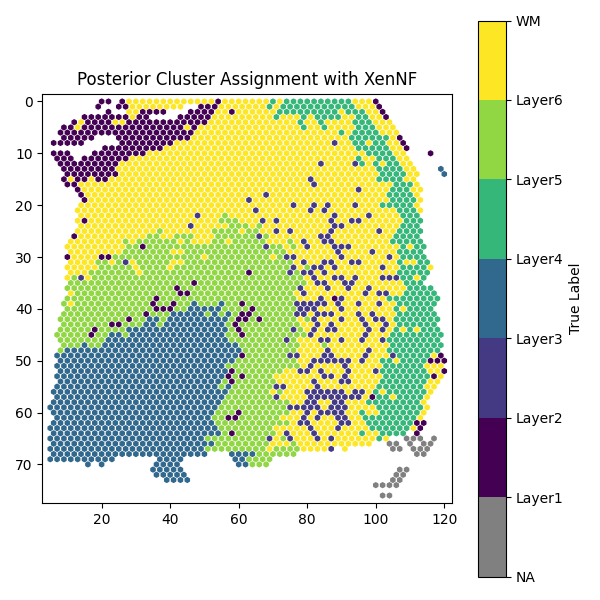 Posterior Cluster Assignment with XenNF
0
10
20
30
40
50
60
70
20
40
60
80
100
120
WM
Layer6
Layer5
Layer4
Layer3
Layer2
Layer1
NA
True Label